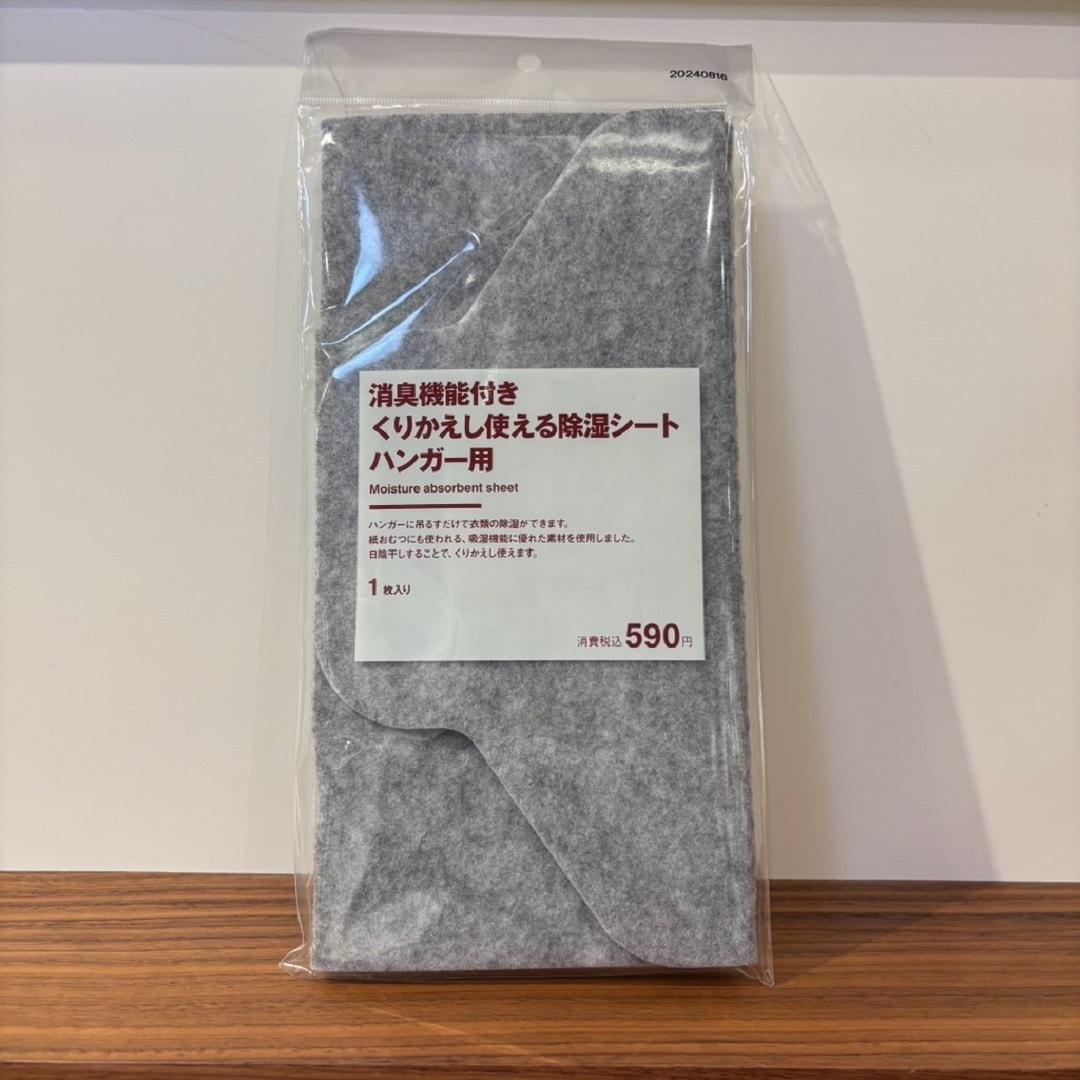 20240816
消臭機能付き
くりかえし使える除湿シート
ハンガー用
Moisture absorbent sheet
ハンガーに吊るすだけで衣類の除湿ができます。
紙おむつにも使われる、吸湿機能に優れた素材を使用しました。
日陰干しすることで、くりかえし使えます。
1枚入り
消費税込590円